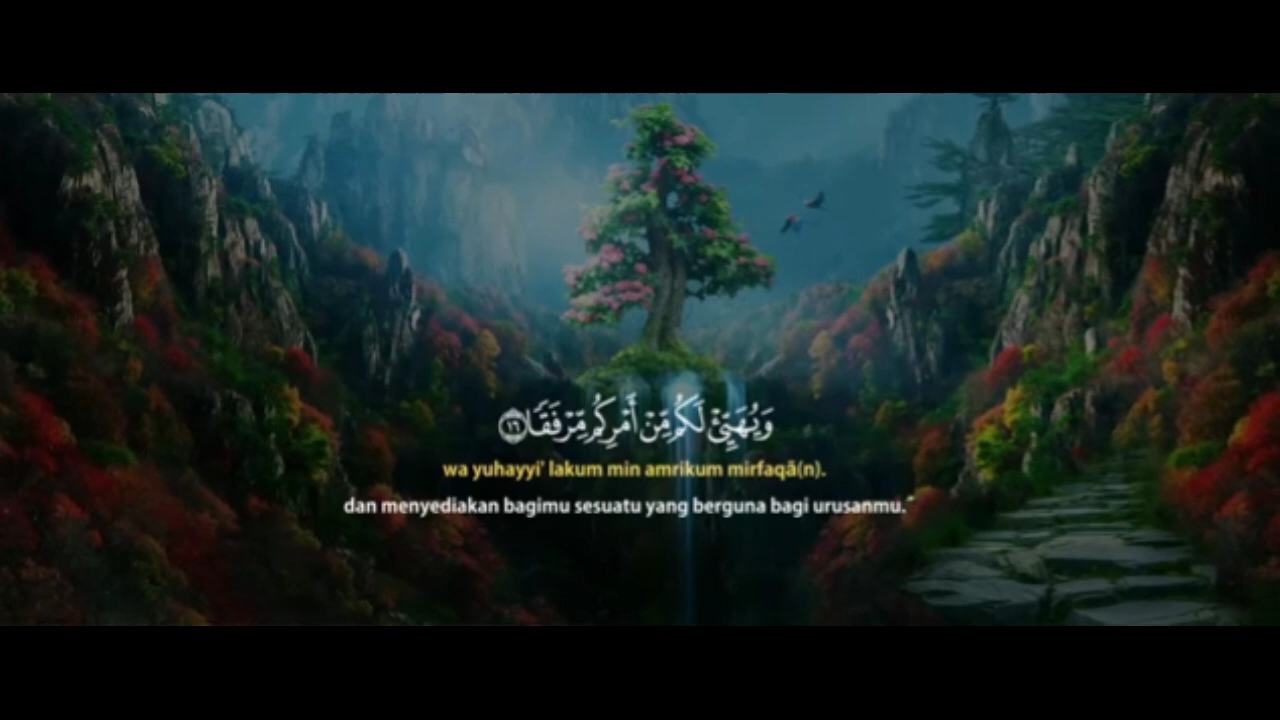 وَيُهَيِّئْ لَكُم مِّنْ أَمْرِكُم مِّرْفَقًا ١٦
wa yuhayyi' lakum min amrikum mirfaqā(n).
dan menyediakan bagimu sesuatu yang berguna bagi urusanmu.”